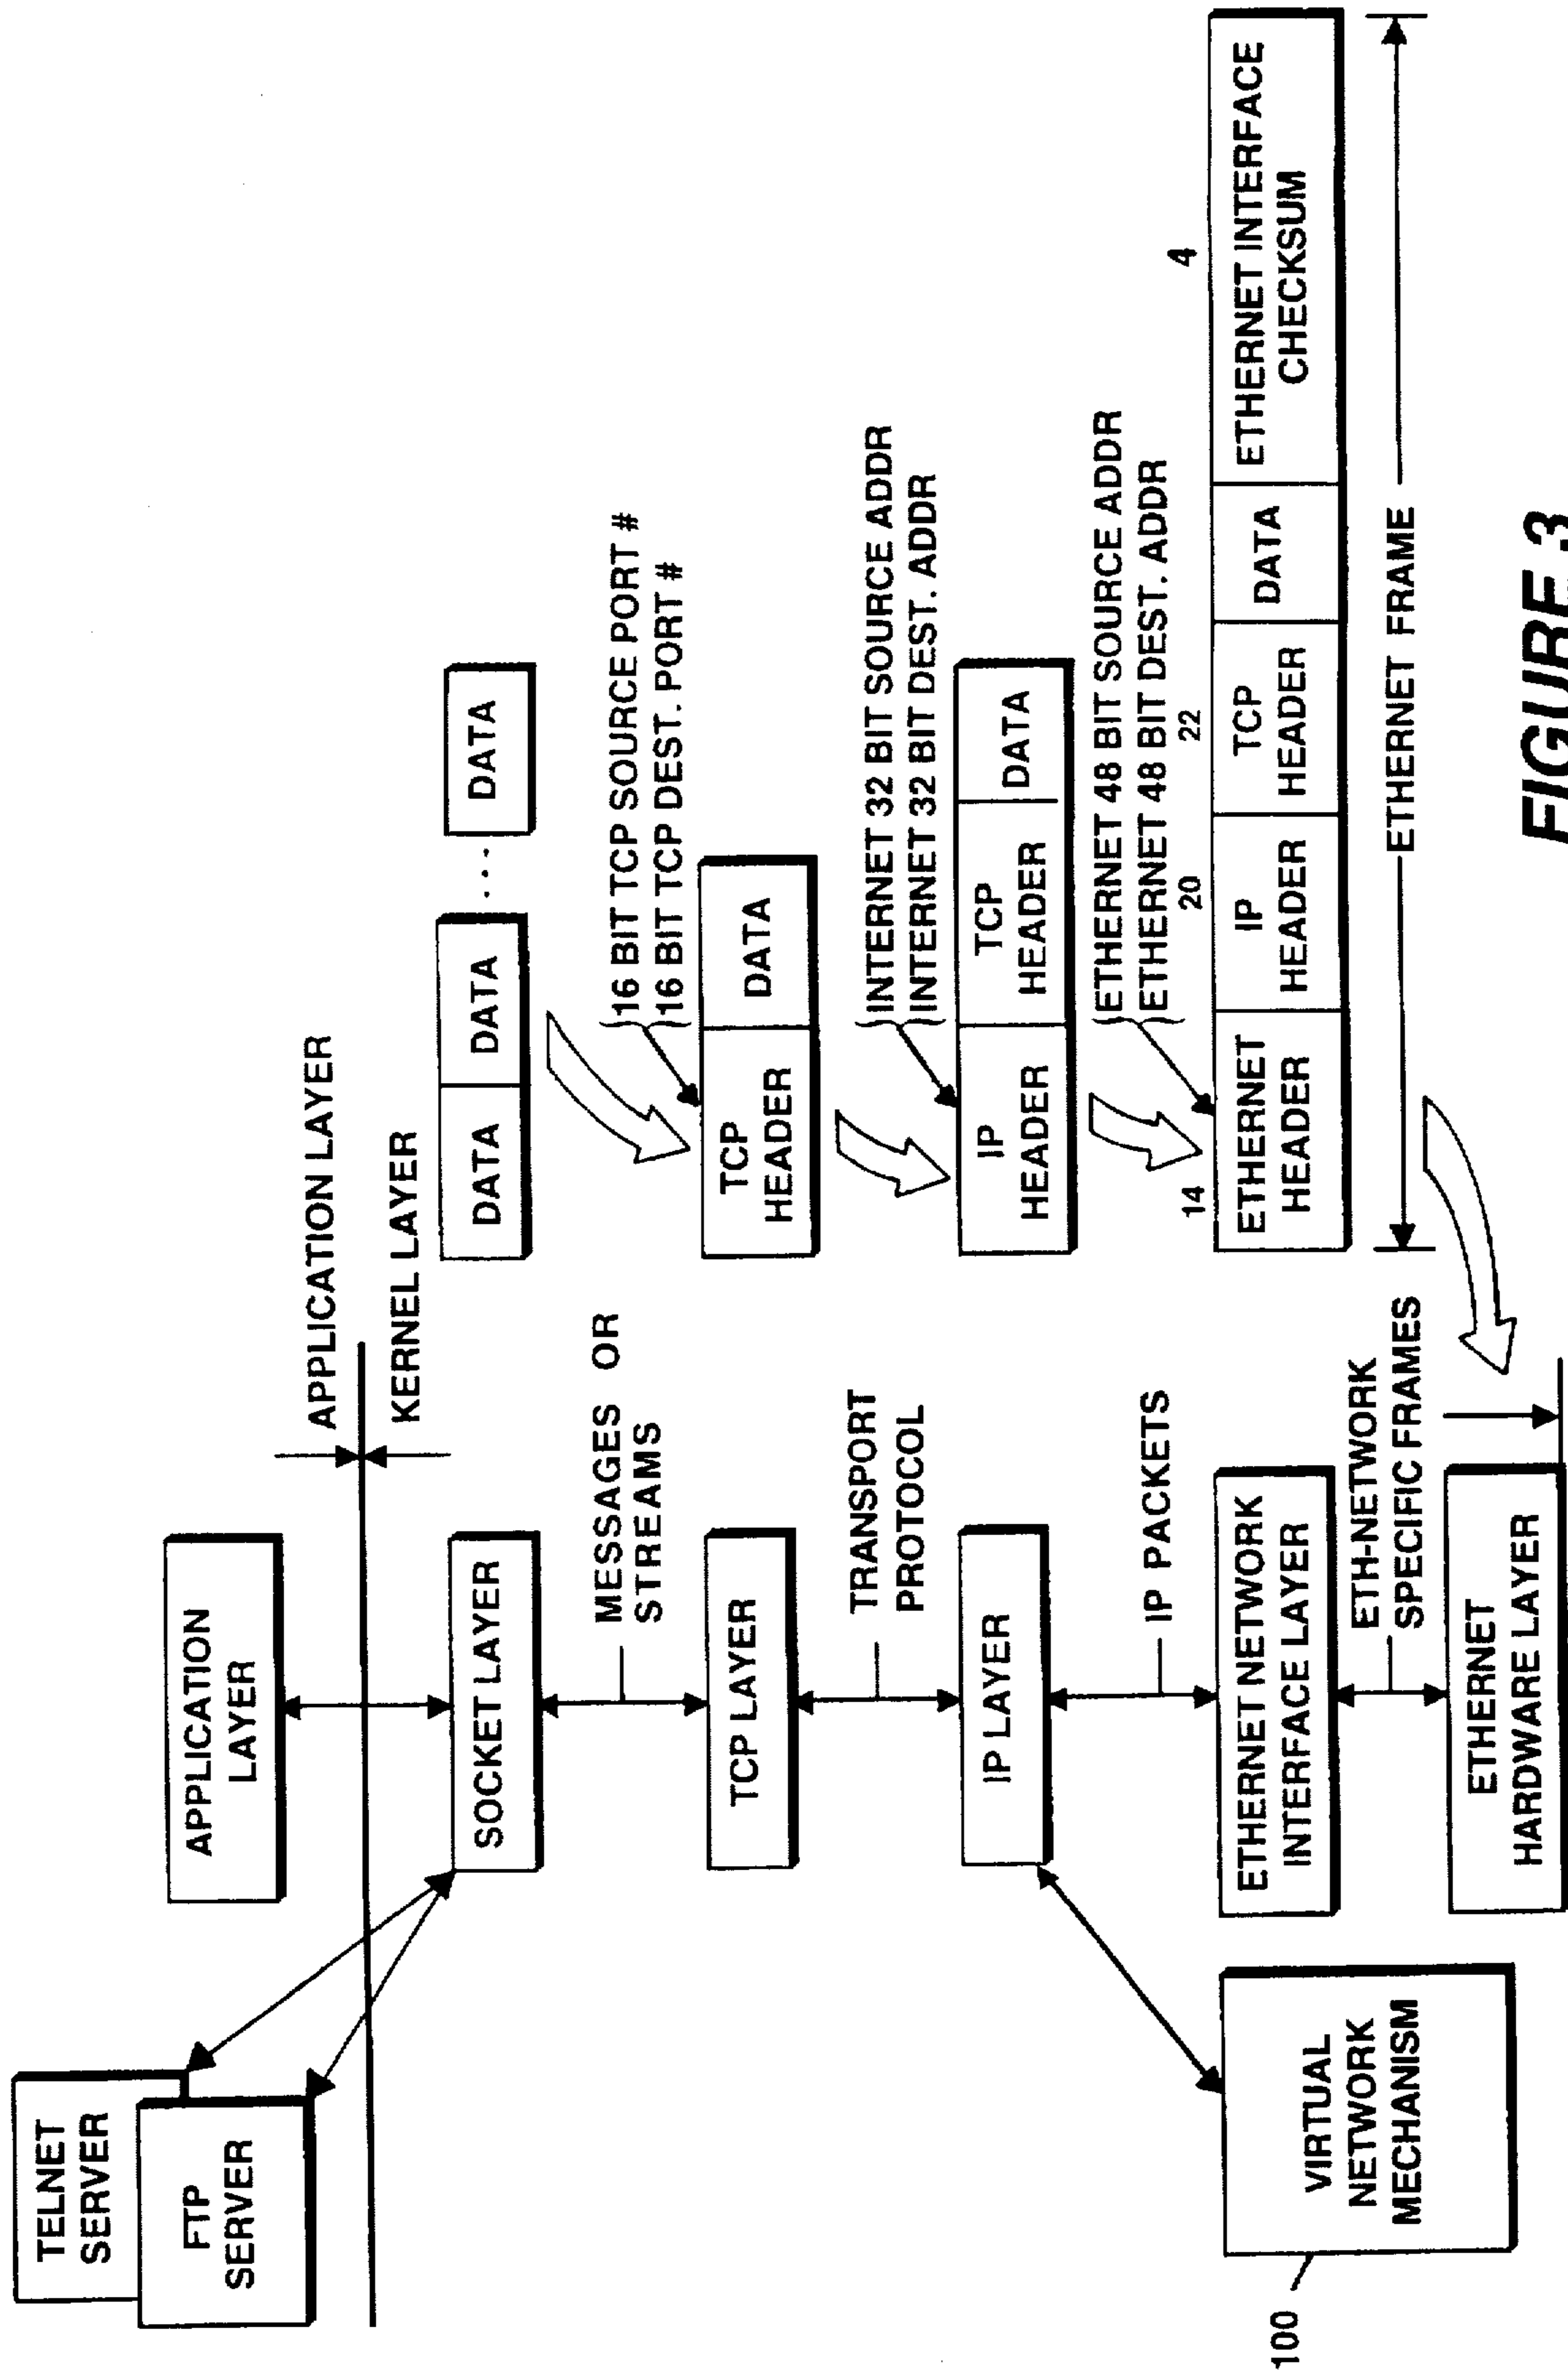 TELNET
SERVER
FTP
SERVER
APPLICATION
LAYER
APPLICATION LAYER
KERNEL LAYER
SOCKET LAYER
DATA
DATA
...
DATA
MESSAGES OR
STREAMS
16 BIT TCP SOURCE PORT #
16 BIT TCP DEST. PORT #
TCP LAYER
TCP
HEADER
DATA
TRANSPORT
PROTOCOL
INTERNET 32 BIT SOURCE ADDR
INTERNET 32 BIT DEST. ADDR
IP LAYER
IP
HEADER
TCP
HEADER
DATA
IP PACKETS
ETHERNET 48 BIT SOURCE ADDR
ETHERNET 48 BIT DEST. ADDR
14
20
22
4
100
VIRTUAL
NETWORK
MECHANISM
ETHERNET NETWORK
INTERFACE LAYER
ETHERNET
HEADER
IP
HEADER
TCP
HEADER
DATA
ETHERNET INTERFACE
CHECKSUM
ETH-NETWORK
SPECIFIC FRAMES
ETHERNET FRAME
ETHERNET
HARDWARE LAYER
FIGURE 3